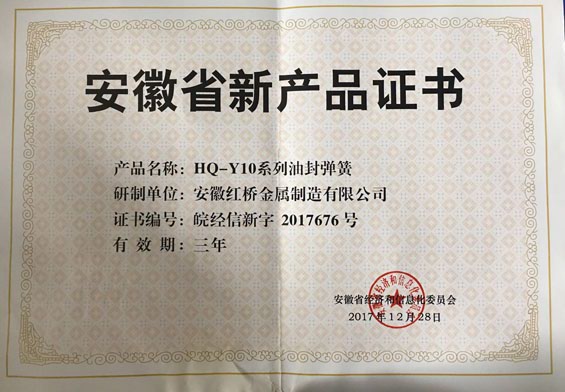 安徽省新产品证书
产品名称：HQ-Y10系列油封弹簧
研制单位：安徽红桥金属制造有限公司
证书编号：皖经信新字 2017676 号
有 效 期：三年
安徽省经济和信息化委员会
2017年12月28日